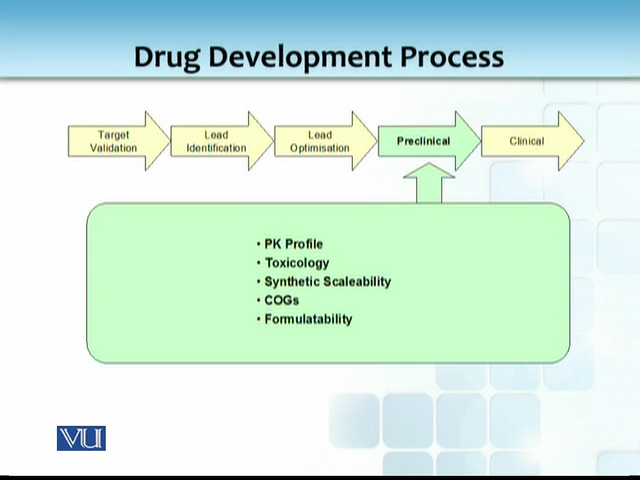 Drug Development Process
Target
Validation
Lead
Identification
Lead
Optimisation
Preclinical
Clinical
• PK Profile
• Toxicology
• Synthetic Scaleability
• COGs
• Formulatability
VU